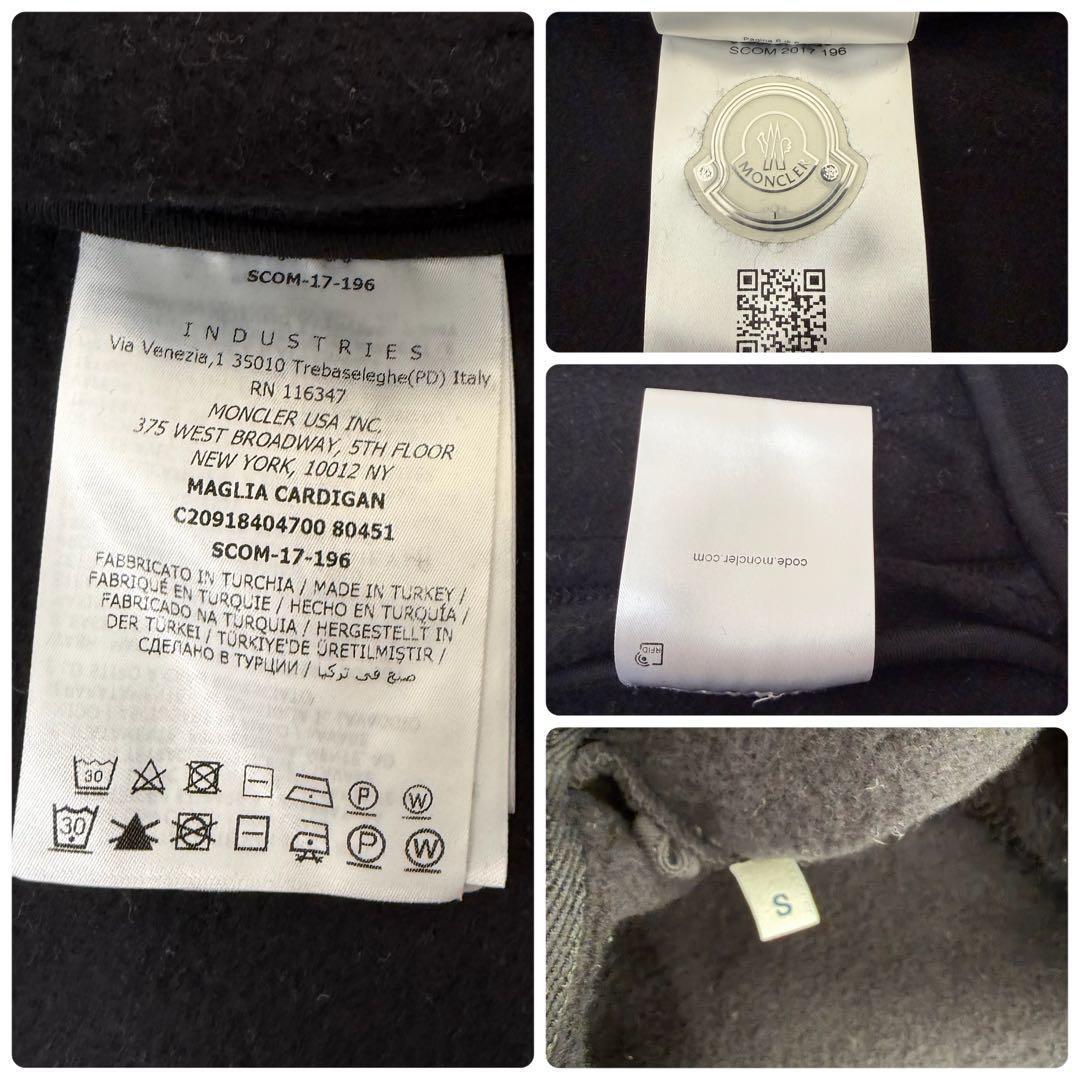 SCOM-17-196
INDUSTRIES
Via Venezia,1 35010 Trebaseleghe(PD) Italy
RN 116347
MONCLER USA INC,
375 WEST BROADWAY, 5TH FLOOR
NEW YORK, 10012 NY
MAGLIA CARDIGAN
C20918404700 80451
SCOM-17-196
FABBRICATO IN TURCHIA / MADE IN TURKEY /
FABRIQUÉ EN TURQUIE / HECHO EN TURQUÍA /
FABRICADO NA TURQUIA / HERGESTELLT IN
DER TÜRKEI / TÜRKIYE'DE ÜRETILMIŞTIR /
СДЕЛАНО В ТУРЦИИ / صنع في تركيا
30
P
W
30
P
W
SCOM 2017 196
MONCLER
1
code.moncler.com
RFID
S